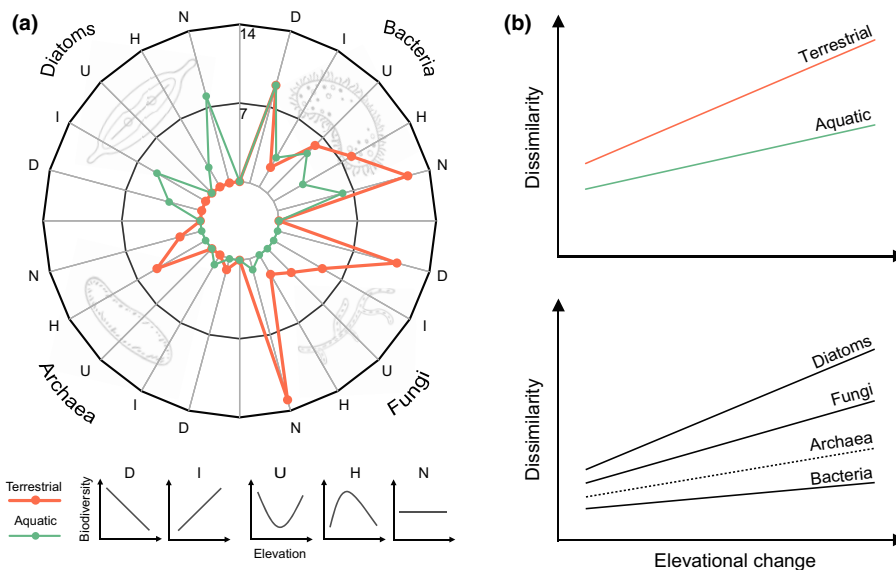 (a)
Diatoms
Bacteria
Archaea
Fungi
14
7
D
I
U
H
N
D
I
U
H
N
D
I
U
H
N
D
I
U
H
N
Terrestrial
Aquatic
Biodiversity
D
I
U
H
N
Elevation
(b)
Dissimilarity
Terrestrial
Aquatic
Dissimilarity
Diatoms
Fungi
Archaea
Bacteria
Elevational change